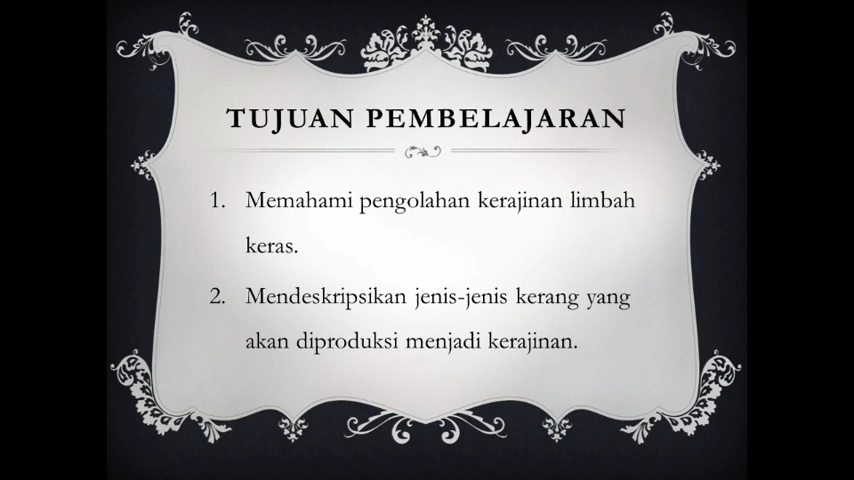 TUJUAN PEMBELAJARAN
1. Memahami pengolahan kerajinan limbah
keras.
2. Mendeskripsikan jenis-jenis kerang yang
akan diproduksi menjadi kerajinan.